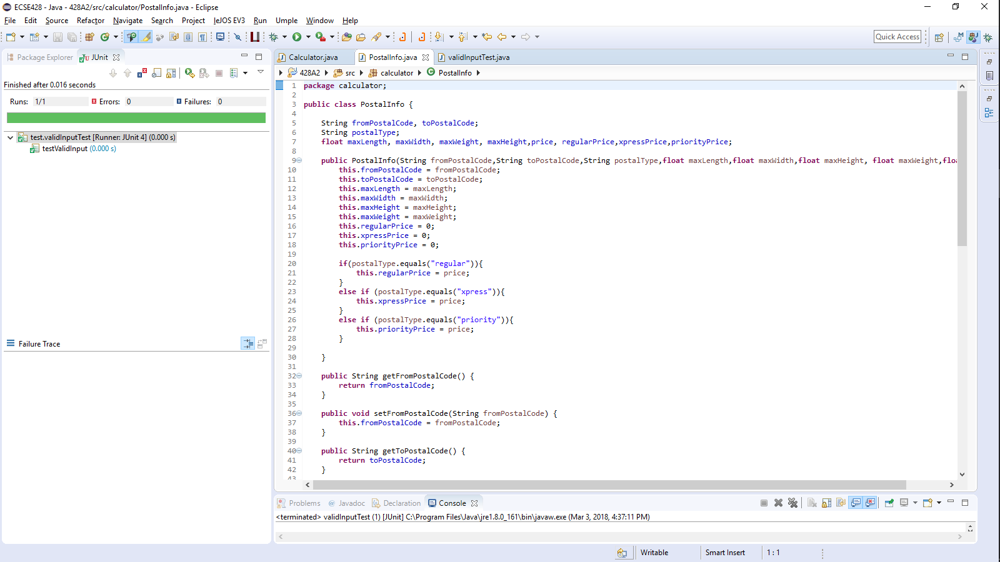 ECSE428 - Java - 428A2/src/calculator/PostalInfo.java - Eclipse
File Edit Source Refactor Navigate Search Project leJOS EV3 Run Umple Window Help
Quick Access
Package Explorer JUnit
Finished after 0.016 seconds
Runs: 1/1 Errors: 0 Failures: 0
test.validInputTest [Runner: JUnit 4] (0.000 s)
testValidInput (0.000 s)
Failure Trace
Calculator.java PostalInfo.java validInputTest.java
428A2 src calculator PostalInfo
1 package calculator;
2
3 public class PostalInfo {
4
5 String fromPostalCode, toPostalCode;
6 String postalType;
7 float maxLength, maxWidth, maxWeight, maxHeight,price, regularPrice,xpressPrice,priorityPrice;
8
9 public PostalInfo(String fromPostalCode,String toPostalCode,String postalType,float maxLength,float maxWidth,float maxHeight, float maxWeight,floa
10 this.fromPostalCode = fromPostalCode;
11 this.toPostalCode = toPostalCode;
12 this.maxLength = maxLength;
13 this.maxWidth = maxWidth;
14 this.maxHeight = maxHeight;
15 this.maxWeight = maxWeight;
16 this.regularPrice = 0;
17 this.xpressPrice = 0;
18 this.priorityPrice = 0;
19
20 if(postalType.equals("regular")){
21 this.regularPrice = price;
22 }
23 else if (postalType.equals("xpress")){
24 this.xpressPrice = price;
25 }
26 else if (postalType.equals("priority")){
27 this.priorityPrice = price;
28 }
29
30 }
31
32 public String getFromPostalCode() {
33 return fromPostalCode;
34 }
35
36 public void setFromPostalCode(String fromPostalCode) {
37 this.fromPostalCode = fromPostalCode;
38 }
39
40 public String getToPostalCode() {
41 return toPostalCode;
42 }
43
Problems @ Javadoc Declaration Console
<terminated> validInputTest (1) [JUnit] C:\Program Files\Java\jre1.8.0_161\bin\javaw.exe (Mar 3, 2018, 4:37:11 PM)
Writable Smart Insert 1 : 1